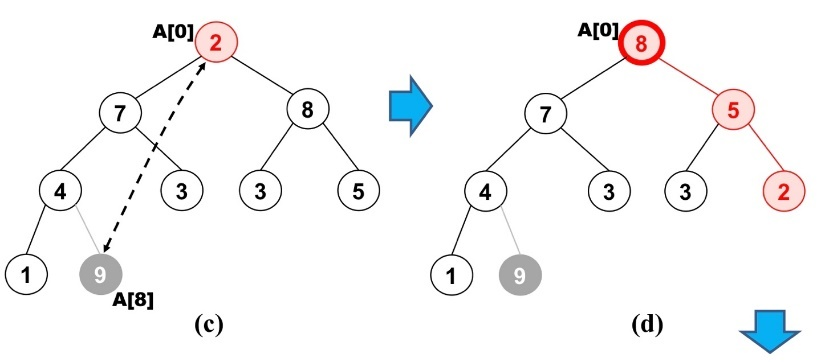 A[0] 2
7 8
4 3 3 5
1 9
A[8]
(c)
A[0] 8
7 5
4 3 3 2
1 9
(d)